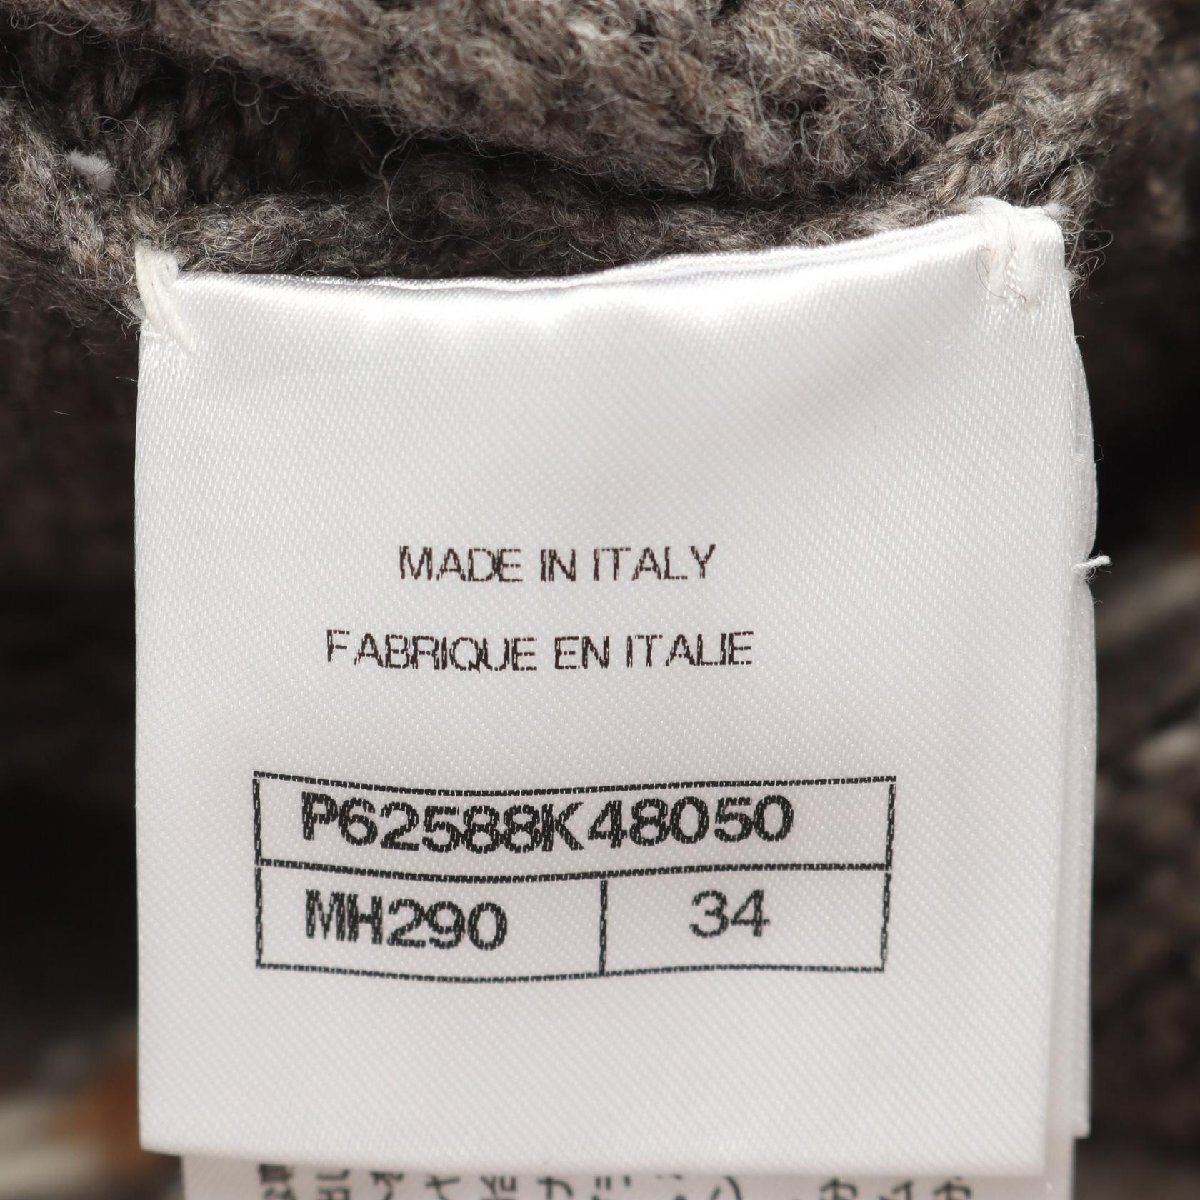 MADE IN ITALY
FABRIQUE EN ITALIE
P62588K48050
MH290 34